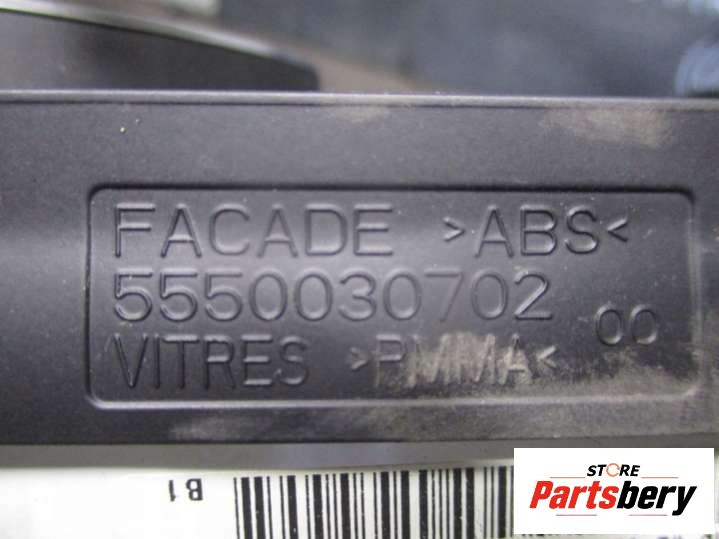 FACADE >ABS<
5550030702
00
VITRES >PMMA<
B1
STORE
Partsbery